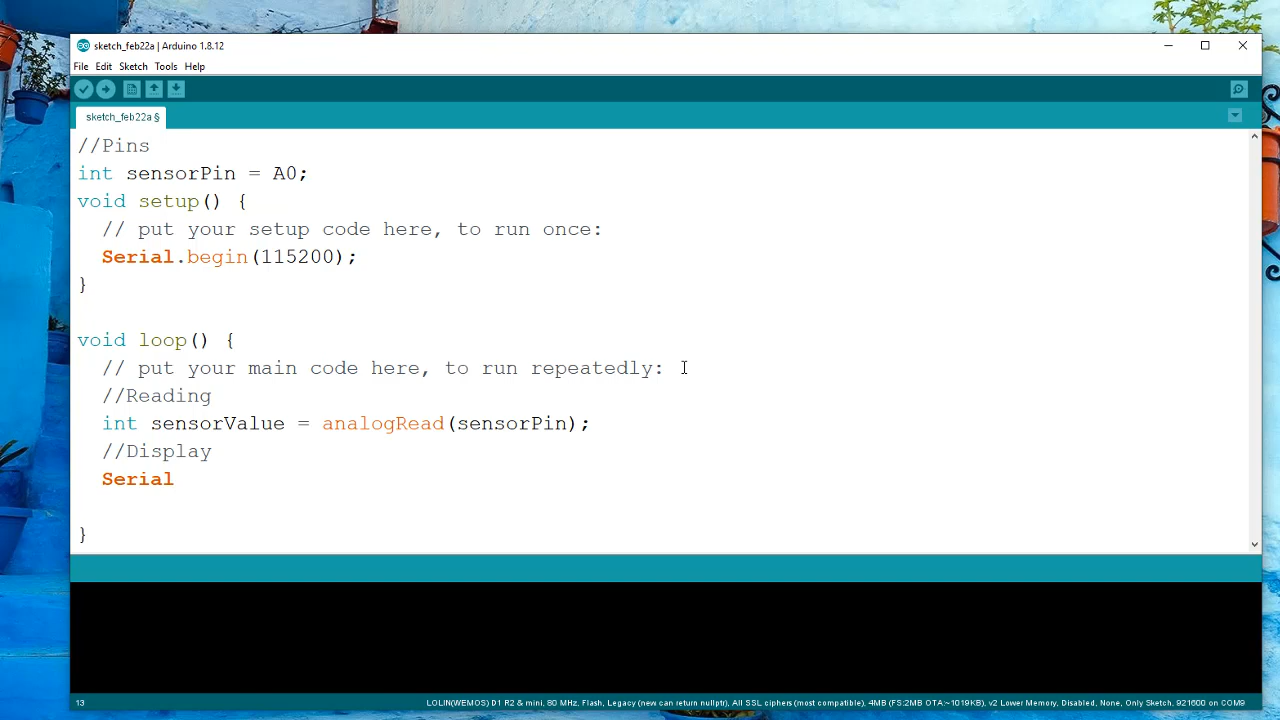 sketch_feb22a | Arduino 1.8.12
File Edit Sketch Tools Help
sketch_feb22a §
//Pins
int sensorPin = A0;
void setup() {
// put your setup code here, to run once:
Serial.begin(115200);
}
void loop() {
// put your main code here, to run repeatedly:
//Reading
int sensorValue = analogRead(sensorPin);
//Display
Serial
}
13 LOLIN(WEMOS) D1 R2 & mini, 80 MHz, Flash, Legacy (new can return nullptr), All SSL ciphers (most compatible), 4MB (FS:2MB OTA:~1019KB), v2 Lower Memory, Disabled, None, Only Sketch, 921600 on COM9